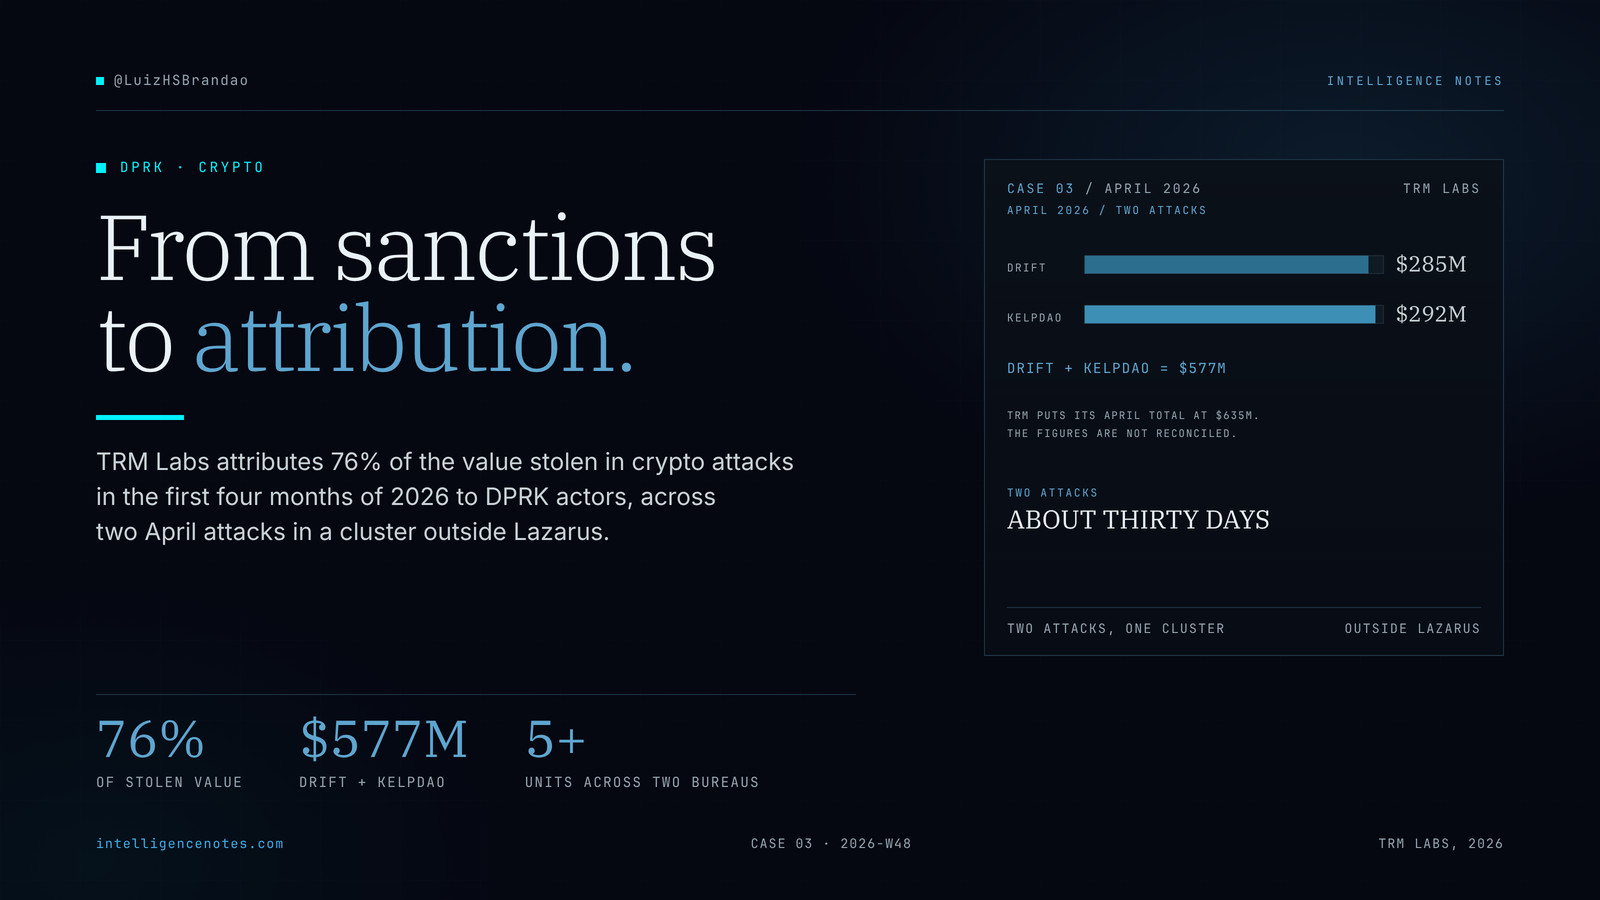 @LuizHSBrandao
INTELLIGENCE NOTES
DPRK · CRYPTO
From sanctions
to attribution.
TRM Labs attributes 76% of the value stolen in crypto attacks
in the first four months of 2026 to DPRK actors, across
two April attacks in a cluster outside Lazarus.
CASE 03 / APRIL 2026
TRM LABS
APRIL 2026 / TWO ATTACKS
DRIFT
$285M
KELPDAO
$292M
DRIFT + KELPDAO = $577M
TRM PUTS ITS APRIL TOTAL AT $635M.
THE FIGURES ARE NOT RECONCILED.
TWO ATTACKS
ABOUT THIRTY DAYS
TWO ATTACKS, ONE CLUSTER
OUTSIDE LAZARUS
76%
OF STOLEN VALUE
$577M
DRIFT + KELPDAO
5+
UNITS ACROSS TWO BUREAUS
intelligencenotes.com
CASE 03 · 2026-W48
TRM LABS, 2026